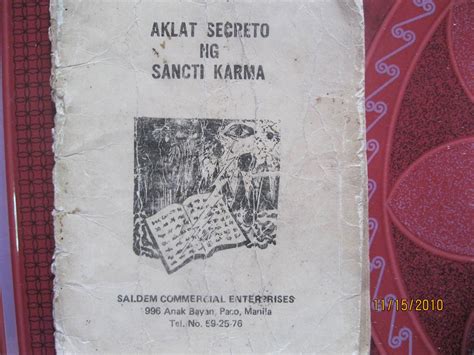 AKLAT SECRETO
NG
SANCTI KARMA
SALDEM COMMERCIAL ENTERPRISES
996 Anak Bayan, Paco, Manila
Tel. No. 59-25-76
11/15/2010